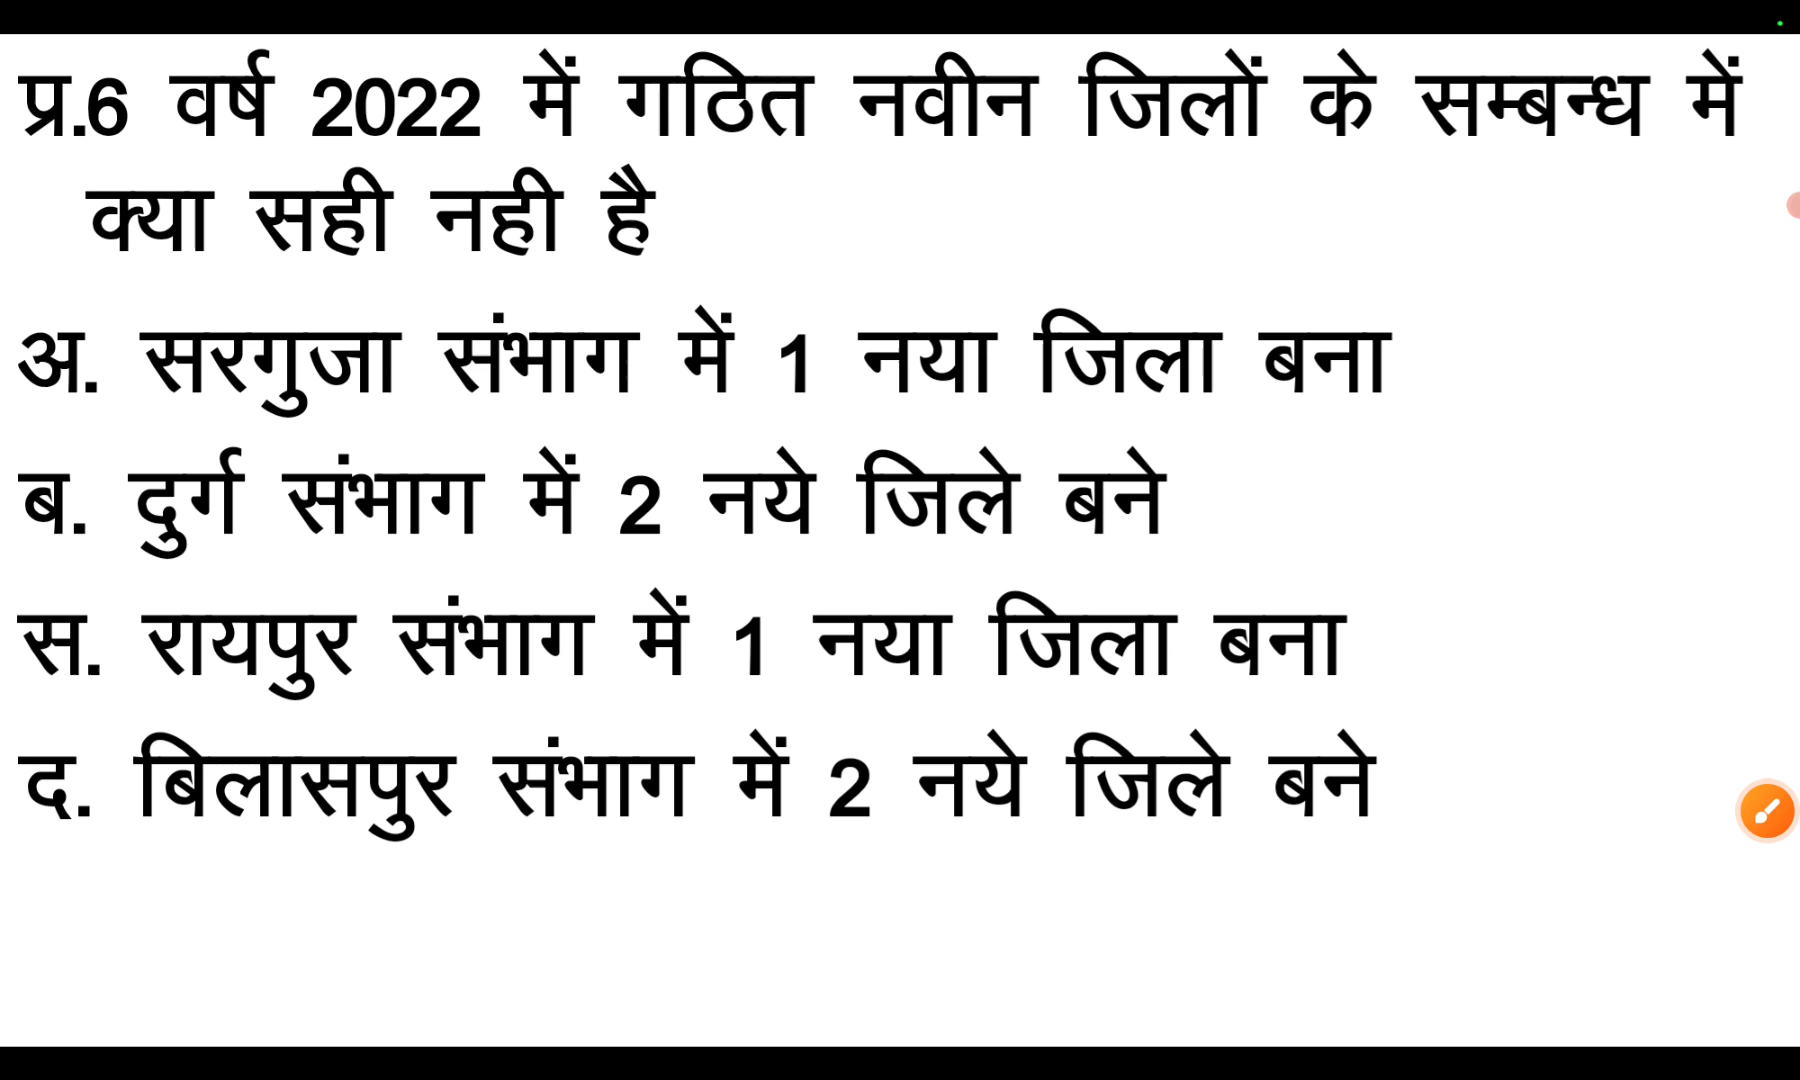 प्र.6 वर्ष 2022 में गठित नवीन जिलों के सम्बन्ध में
क्या सही नही है
अ. सरगुजा संभाग में 1 नया जिला बना
ब. दुर्ग संभाग में 2 नये जिले बने
स. रायपुर संभाग में 1 नया जिला बना
द. बिलासपुर संभाग में 2 नये जिले बने